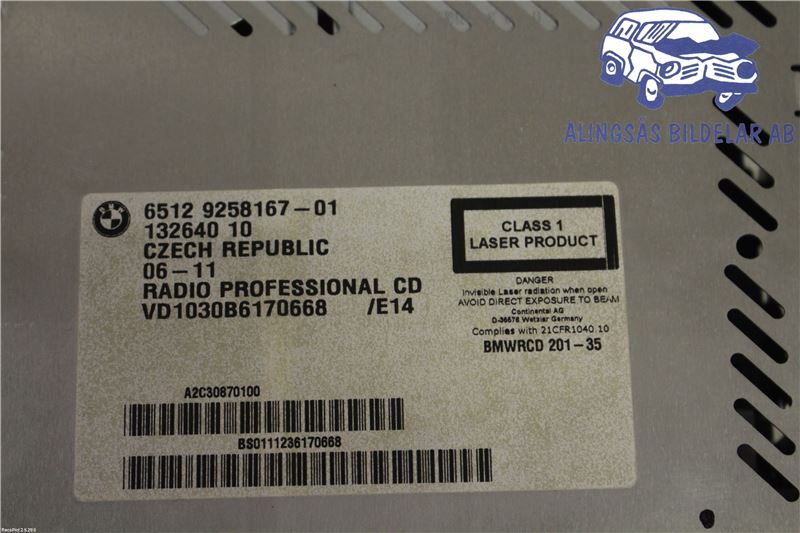 ALINGSÅS BILDELAR AB
BMW
6512 9258167-01
132640 10
CZECH REPUBLIC
06-11
RADIO PROFESSIONAL CD
VD1030B6170668 /E14
CLASS 1
LASER PRODUCT
DANGER
Invisible Laser radiation when open
AVOID DIRECT EXPOSURE TO BEAM
Continental AG
D-35576 Wetzlar Germany
Complies with 21CFR1040.10
BMWRCD 201-35
A2C30870100
BS0111236170668